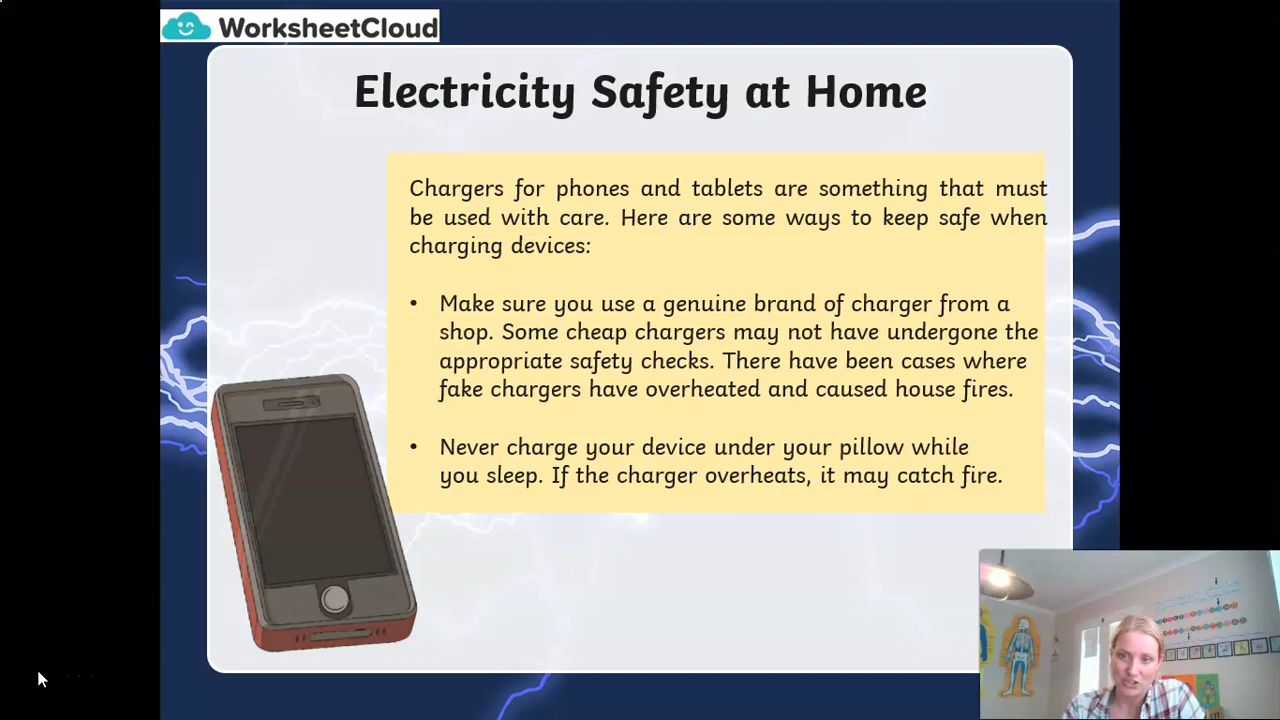 WorksheetCloud
Electricity Safety at Home
Chargers for phones and tablets are something that must
be used with care. Here are some ways to keep safe when
charging devices:
• Make sure you use a genuine brand of charger from a
shop. Some cheap chargers may not have undergone the
appropriate safety checks. There have been cases where
fake chargers have overheated and caused house fires.
• Never charge your device under your pillow while
you sleep. If the charger overheats, it may catch fire.